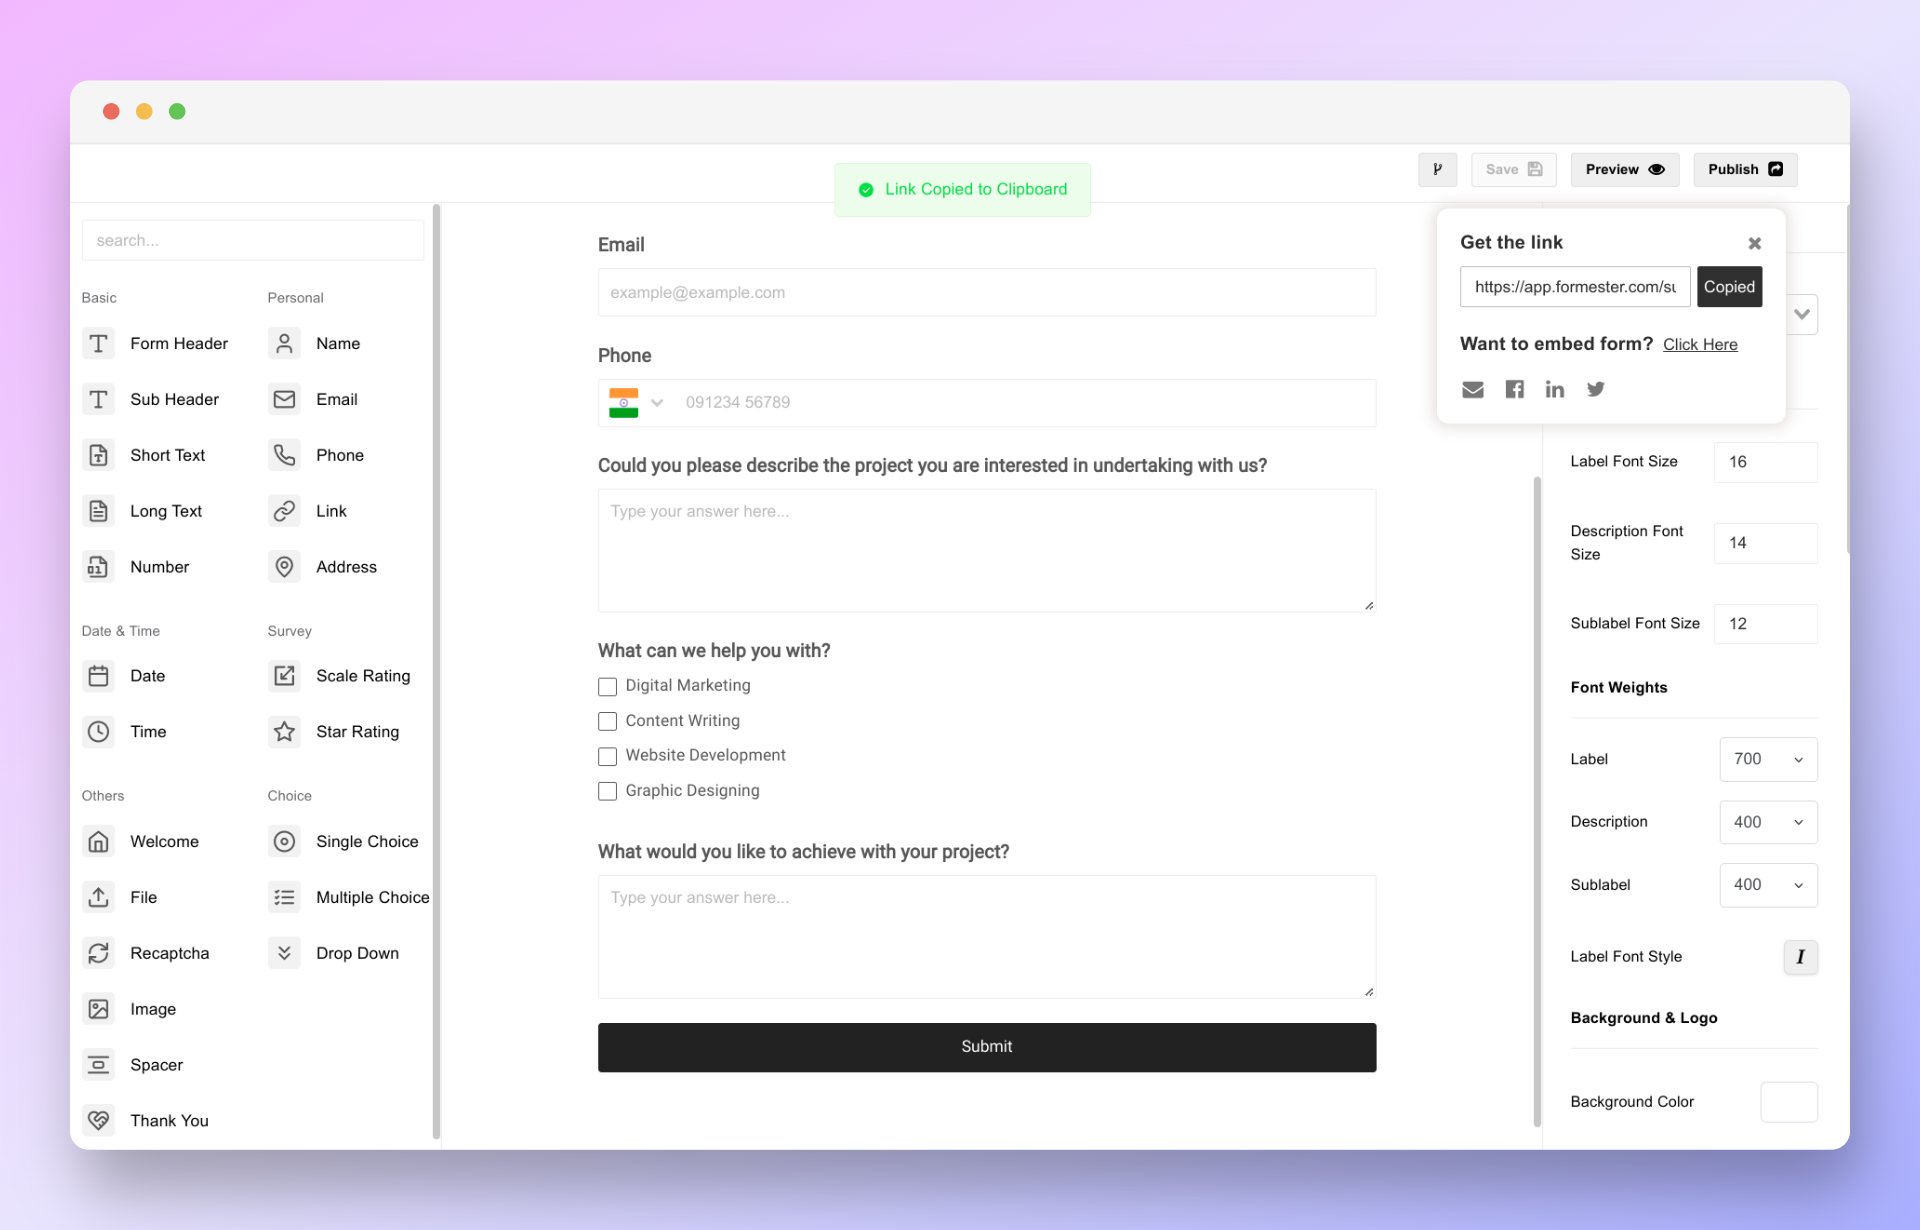 Link Copied to Clipboard
Save
Preview
Publish
search...
Basic
Personal
Form Header
Name
Sub Header
Email
Short Text
Phone
Long Text
Link
Number
Address
Date & Time
Survey
Date
Scale Rating
Time
Star Rating
Others
Choice
Welcome
Single Choice
File
Multiple Choice
Recaptcha
Drop Down
Image
Spacer
Thank You
Email
example@example.com
Phone
091234 56789
Could you please describe the project you are interested in undertaking with us?
Type your answer here...
What can we help you with?
Digital Marketing
Content Writing
Website Development
Graphic Designing
What would you like to achieve with your project?
Type your answer here...
Submit
Get the link
https://app.formester.com/su
Copied
Want to embed form? Click Here
Label Font Size
16
Description Font
Size
14
Sublabel Font Size
12
Font Weights
Label
700
Description
400
Sublabel
400
Label Font Style
I
Background & Logo
Background Color